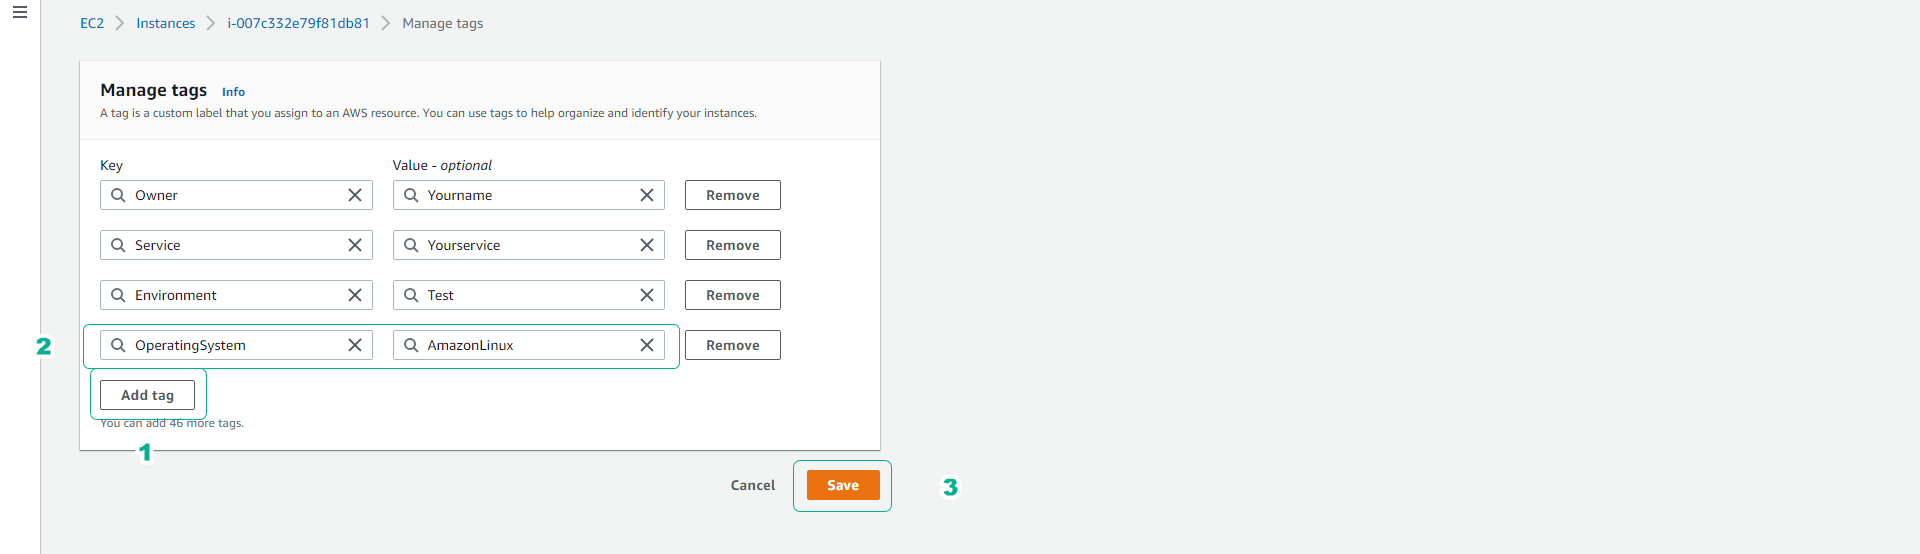 EC2 > Instances > i-007c332e79f81db81 > Manage tags
Manage tags Info
A tag is a custom label that you assign to an AWS resource. You can use tags to help organize and identify your instances.
Key Value - optional
Owner Yourname Remove
Service Yourservice Remove
Environment Test Remove
2 OperatingSystem AmazonLinux Remove
Add tag
You can add 46 more tags.
1
Cancel Save 3